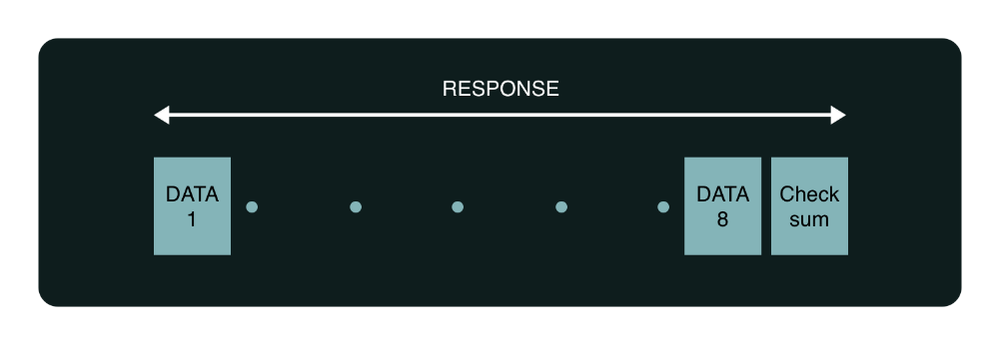 RESPONSE
DATA
1
DATA
8
Check
sum